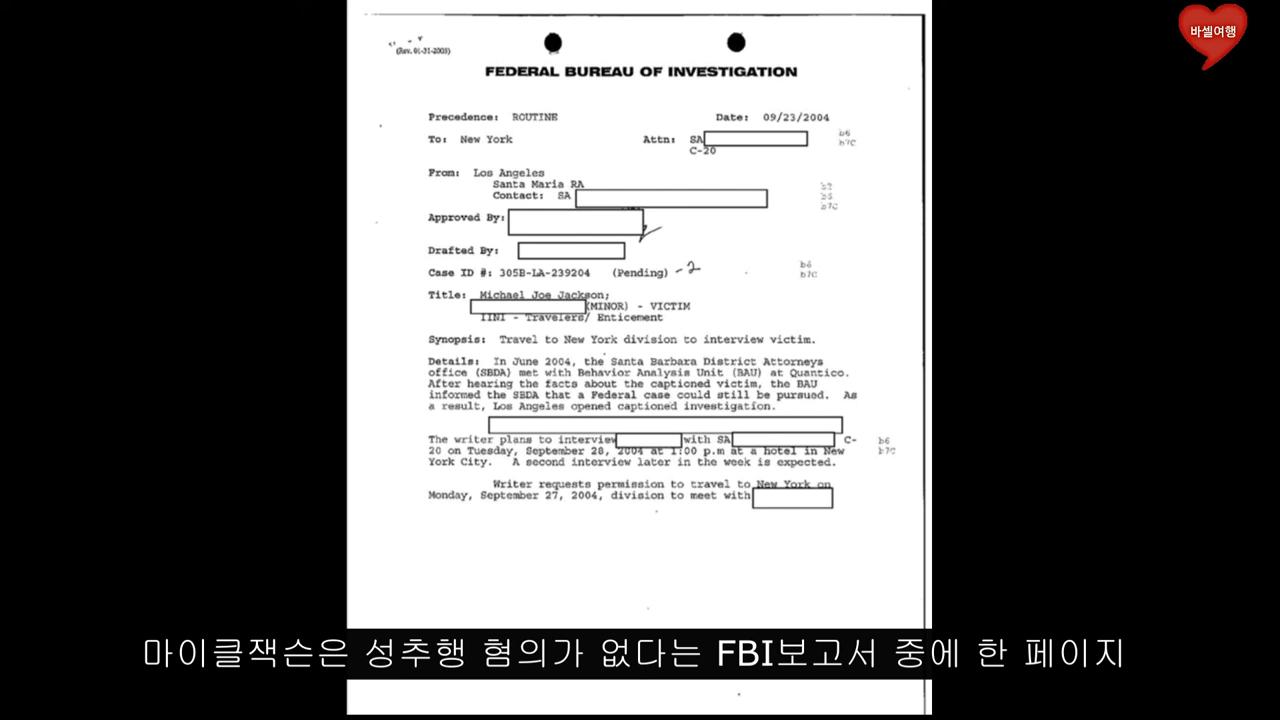 바셀여행
(Rev. 01-31-2003)
FEDERAL BUREAU OF INVESTIGATION
Precedence: ROUTINE Date: 09/23/2004
To: New York Attn: SA b6
C-20 b7C
From: Los Angeles
Santa Maria RA
Contact: SA
b7C
Approved By:
Drafted By:
Case ID #: 305B-LA-239204 (Pending) -2 b6
b7C
Title: Michael Joe Jackson;
(MINOR) - VICTIM
IINI - Travelers/ Enticement
Synopsis: Travel to New York division to interview victim.
Details: In June 2004, the Santa Barbara District Attorneys
office (SBDA) met with Behavior Analysis Unit (BAU) at Quantico.
After hearing the facts about the captioned victim, the BAU
informed the SBDA that a Federal case could still be pursued. As
a result, Los Angeles opened captioned investigation.
The writer plans to interview with SA C- b6
20 on Tuesday, September 28, 2004 at 1:00 p.m at a hotel in New b7C
York City. A second interview later in the week is expected.
Writer requests permission to travel to New York on
Monday, September 27, 2004, division to meet with
마이클잭슨은 성추행 혐의가 없다는 FBI보고서 중에 한 페이지